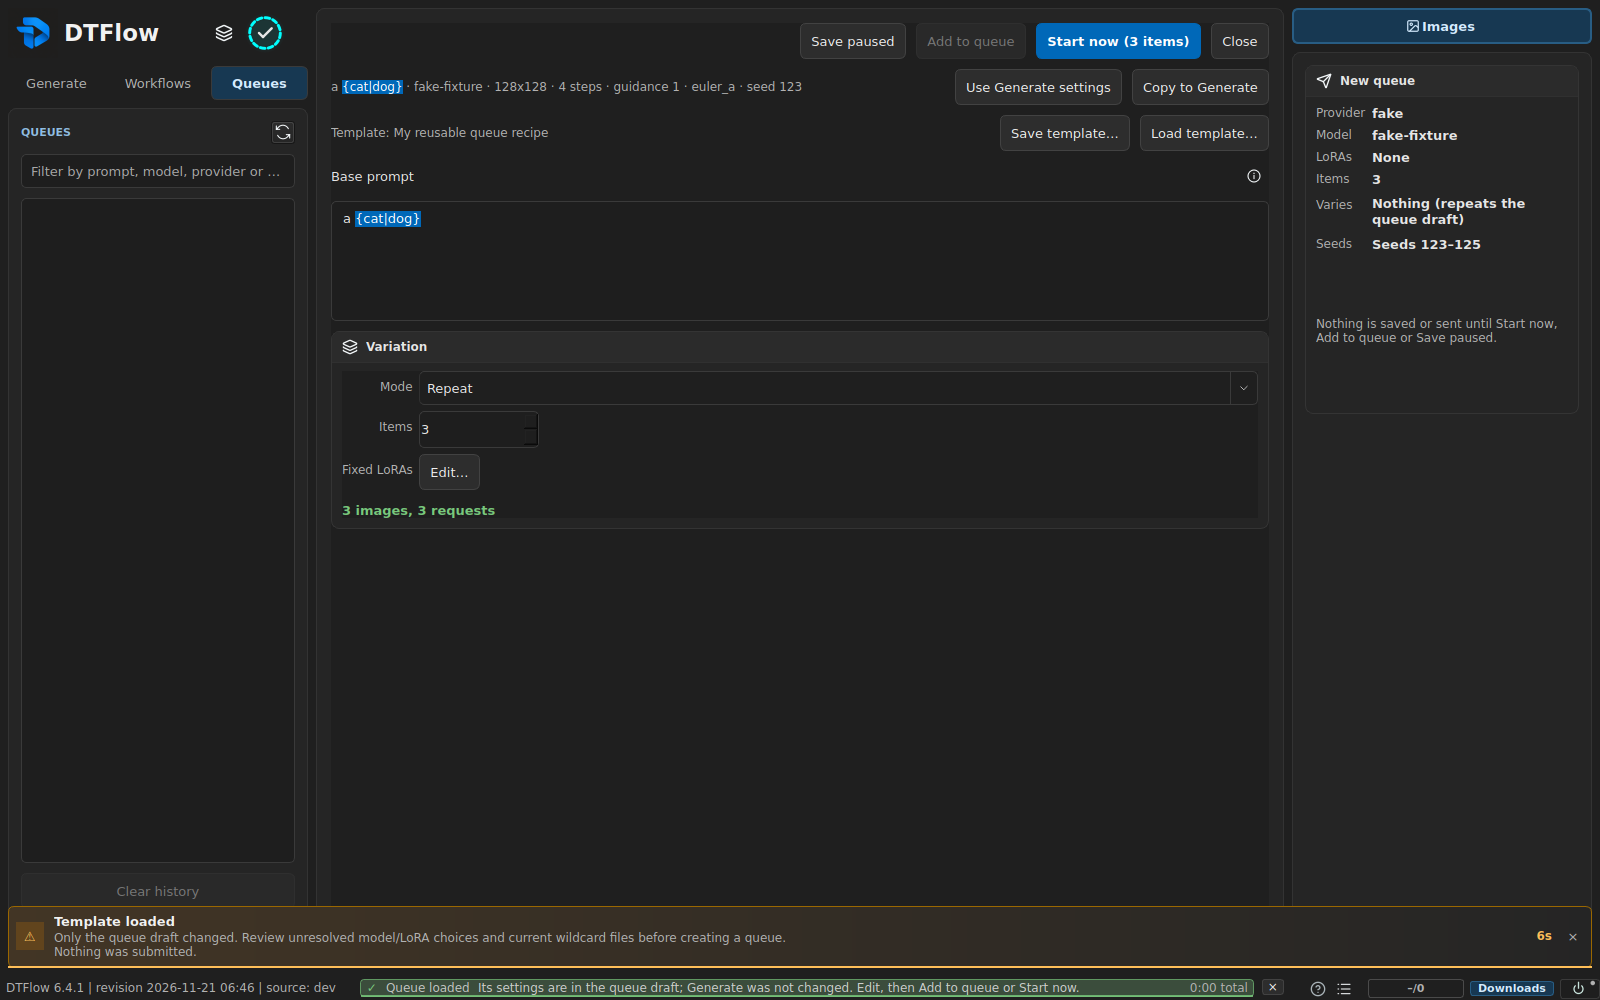 DTFlow
Generate
Workflows
Queues
QUEUES
Filter by prompt, model, provider or ...
Clear history
Save paused
Add to queue
Start now (3 items)
Close
a {cat|dog} · fake-fixture · 128x128 · 4 steps · guidance 1 · euler_a · seed 123
Use Generate settings
Copy to Generate
Template: My reusable queue recipe
Save template...
Load template...
Base prompt
a {cat|dog}
Variation
Mode
Repeat
Items
3
Fixed LoRAs
Edit...
3 images, 3 requests
Images
New queue
Provider fake
Model fake-fixture
LoRAs None
Items 3
Varies Nothing (repeats the
queue draft)
Seeds Seeds 123–125
Nothing is saved or sent until Start now,
Add to queue or Save paused.
Template loaded
Only the queue draft changed. Review unresolved model/LoRA choices and current wildcard files before creating a queue.
Nothing was submitted.
6s
DTFlow 6.4.1 | revision 2026-11-21 06:46 | source: dev
Queue loaded Its settings are in the queue draft; Generate was not changed. Edit, then Add to queue or Start now.
0:00 total
–/0
Downloads